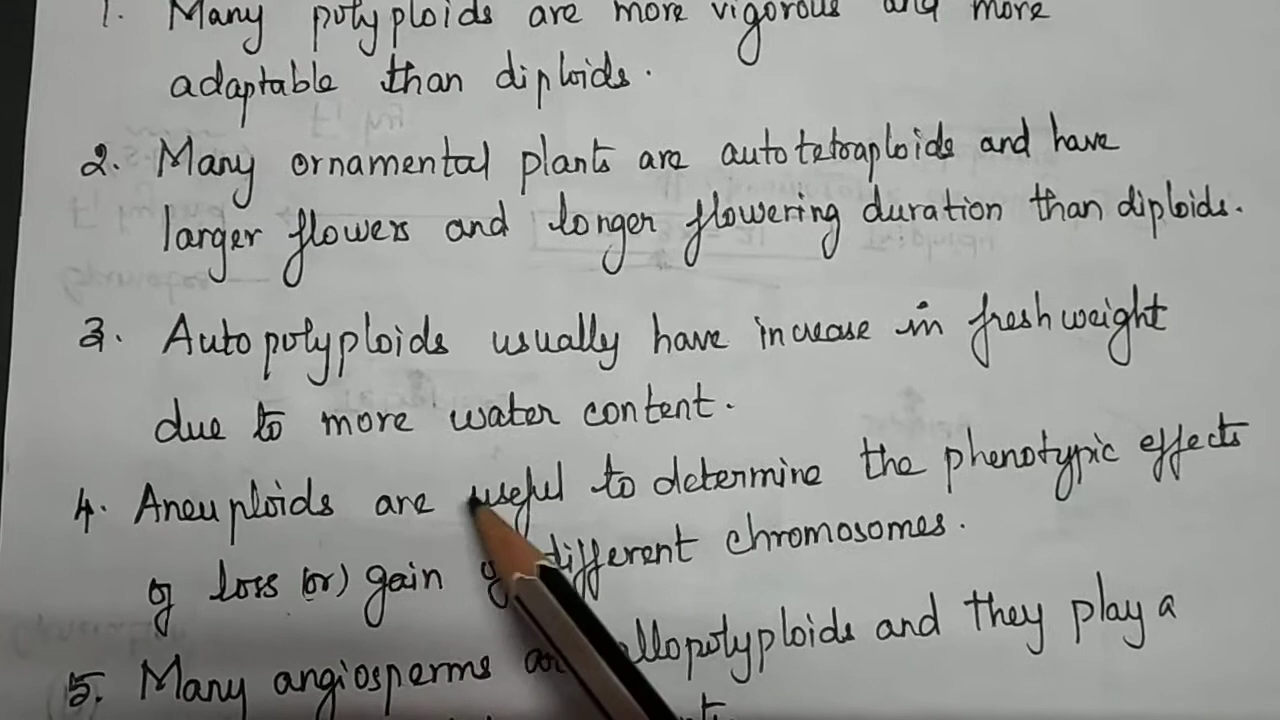 1. Many polyploids are more vigorous and more
adaptable than diploids.
2. Many ornamental plants are autotetraploids and have
larger flowers and longer flowering duration than diploids.
3. Autopolyploids usually have increase in fresh weight
due to more water content.
4. Aneuploids are useful to determine the phenotypic effects
of loss (or) gain of different chromosomes.
5. Many angiosperms are allopolyploids and they play a